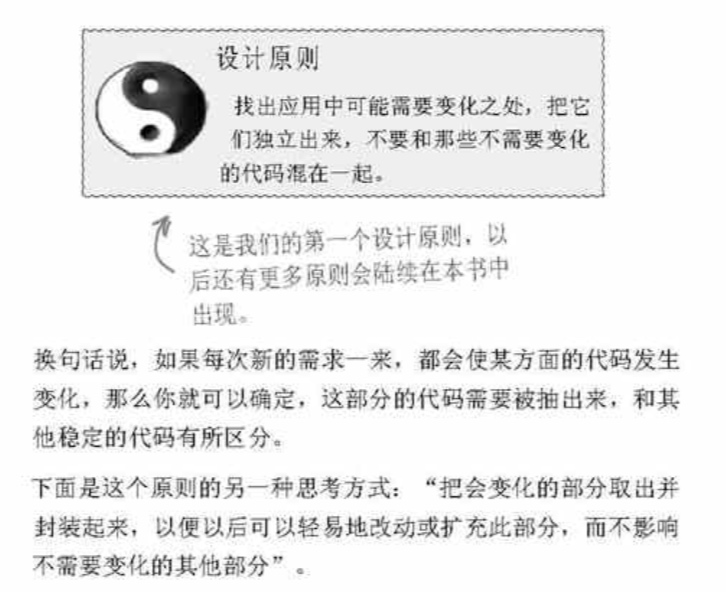 设计原则
找出应用中可能需要变化之处，把它
们独立出来，不要和那些不需要变化
的代码混在一起。
这是我们的第一个设计原则，以
后还有更多原则会陆续在本书中
出现。
换句话说，如果每次新的需求一来，都会使某方面的代码发生
变化，那么你就可以确定，这部分的代码需要被抽出来，和其
他稳定的代码有所区分。
下面是这个原则的另一种思考方式：“把会变化的部分取出并
封装起来，以便以后可以轻易地改动或扩充此部分，而不影响
不需要变化的其他部分”。